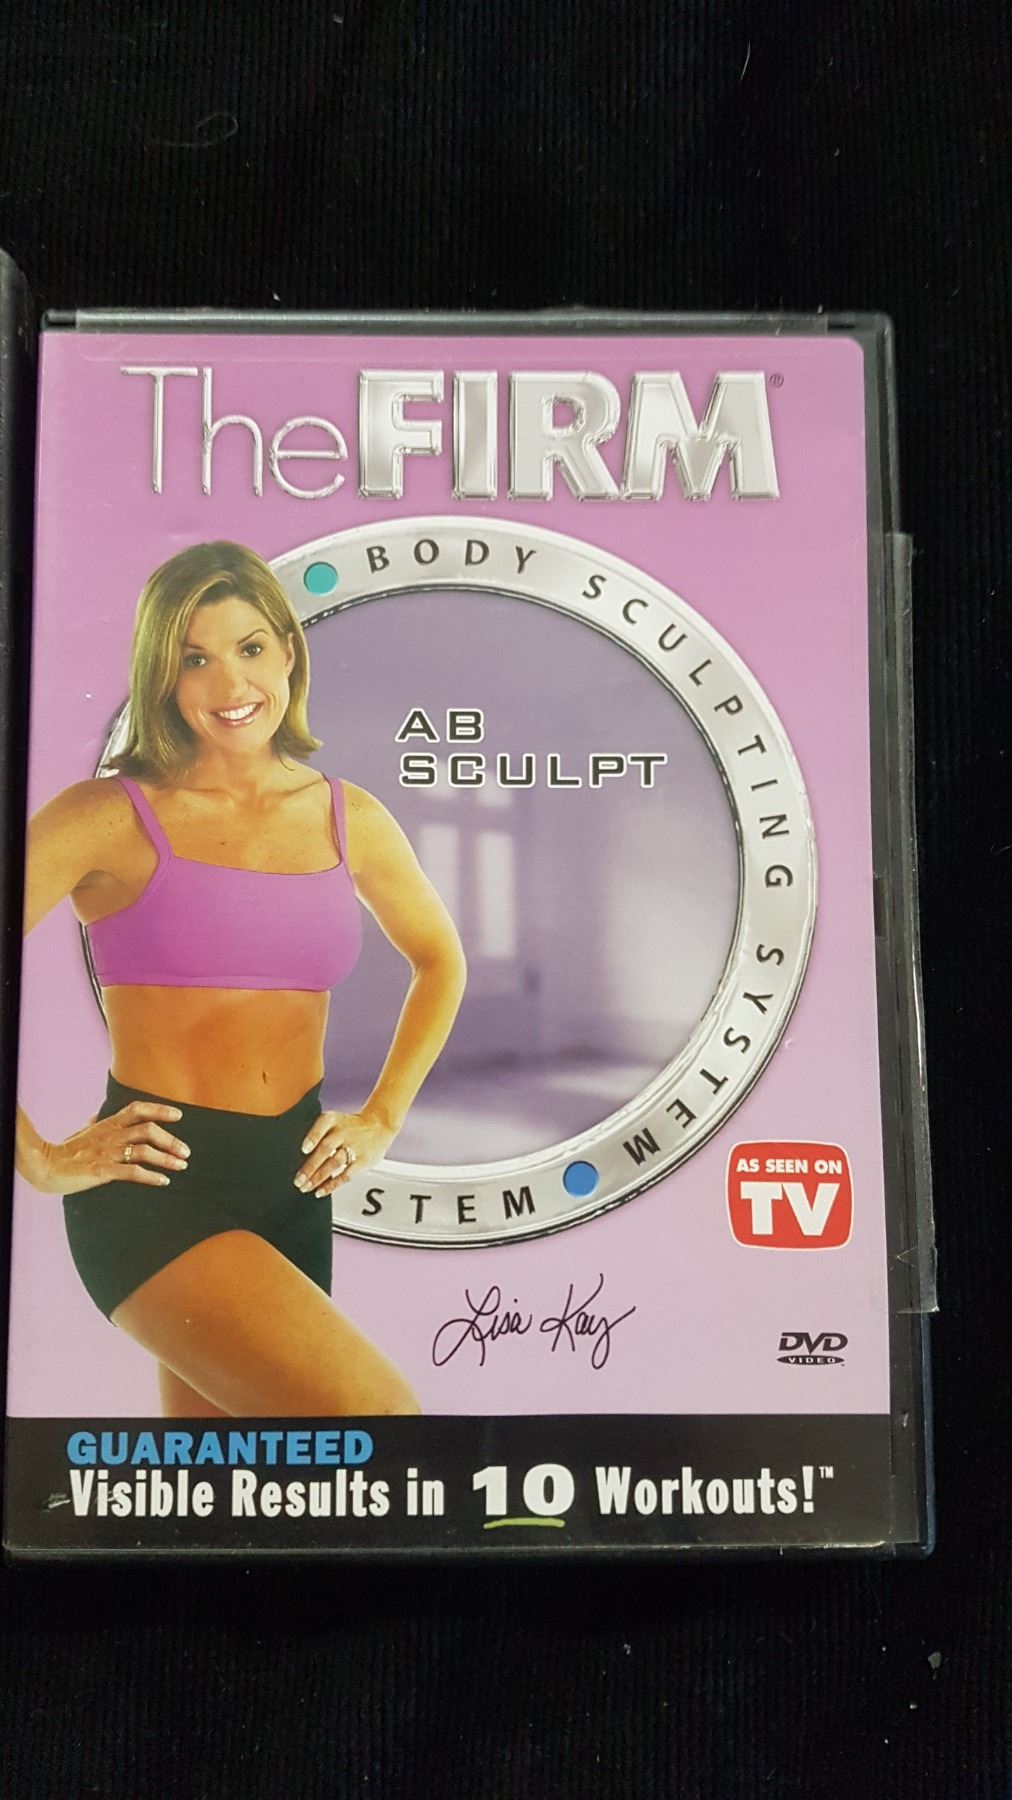 The FIRM®
BODY SCULPTING SYSTEM
AB
SCULPT
STEM
AS SEEN ON
TV
Lisa Kay
DVD
VIDEO
GUARANTEED
Visible Results in 10 Workouts!™